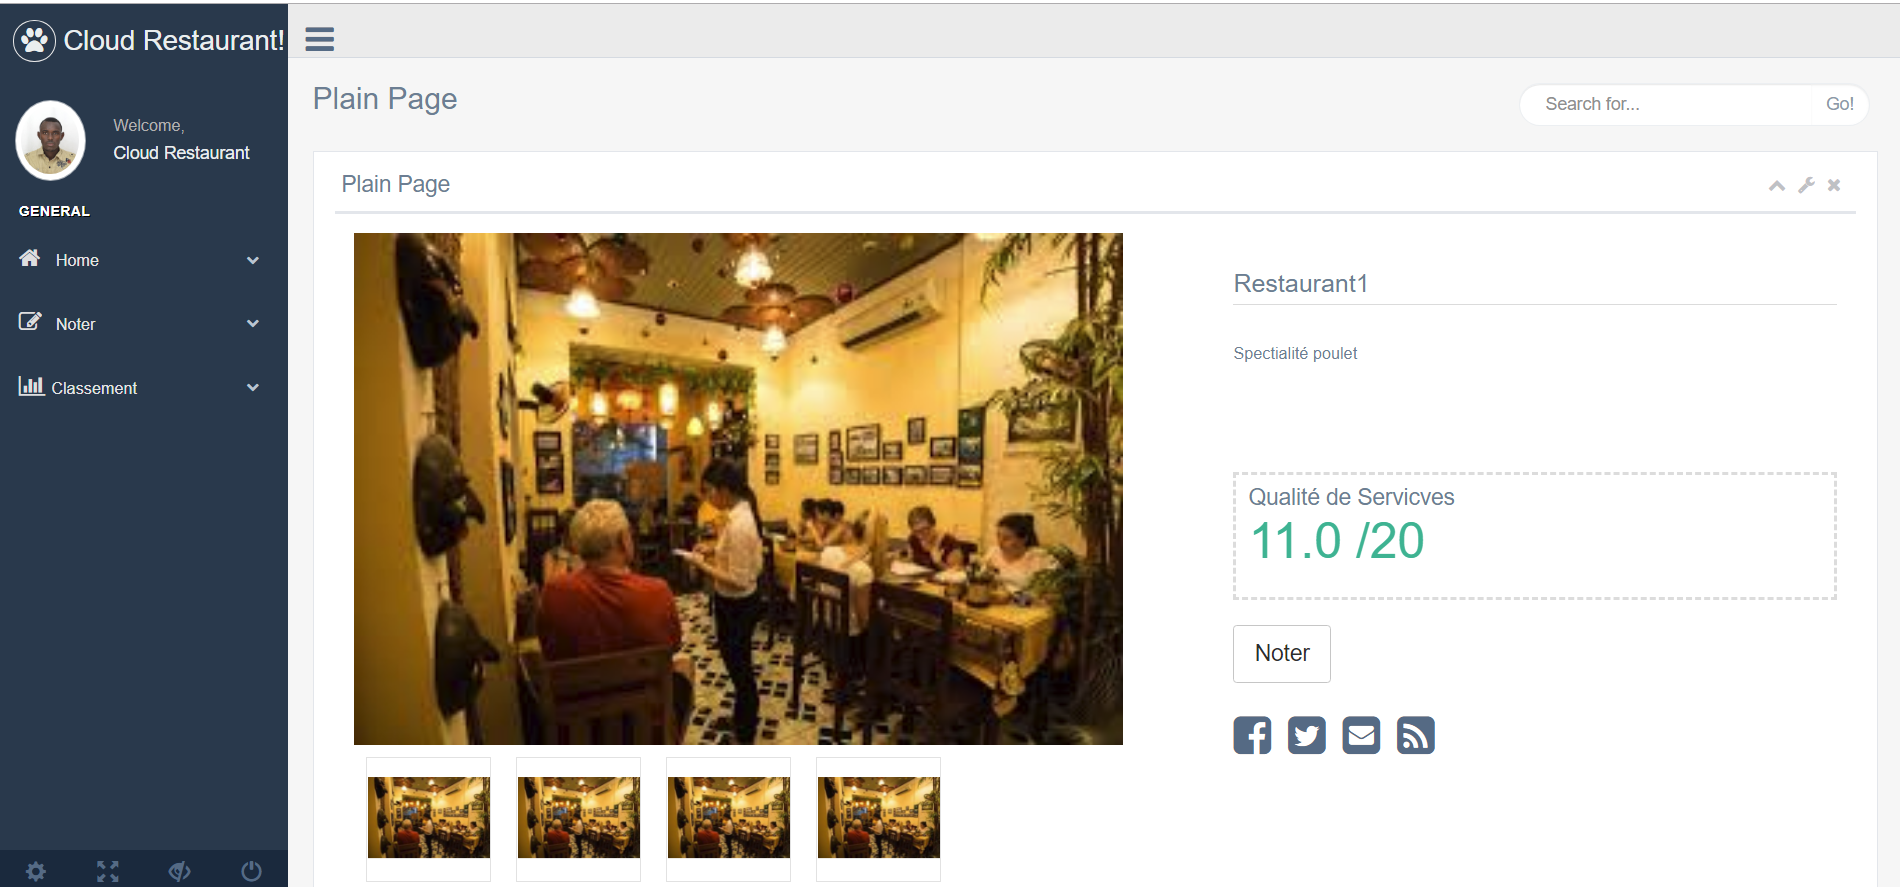 Cloud Restaurant!
Welcome,
Cloud Restaurant
GENERAL
Home
Noter
Classement
Plain Page
Search for...
Go!
Plain Page
Restaurant1
Spectialité poulet
Qualité de Servicves
11.0 /20
Noter